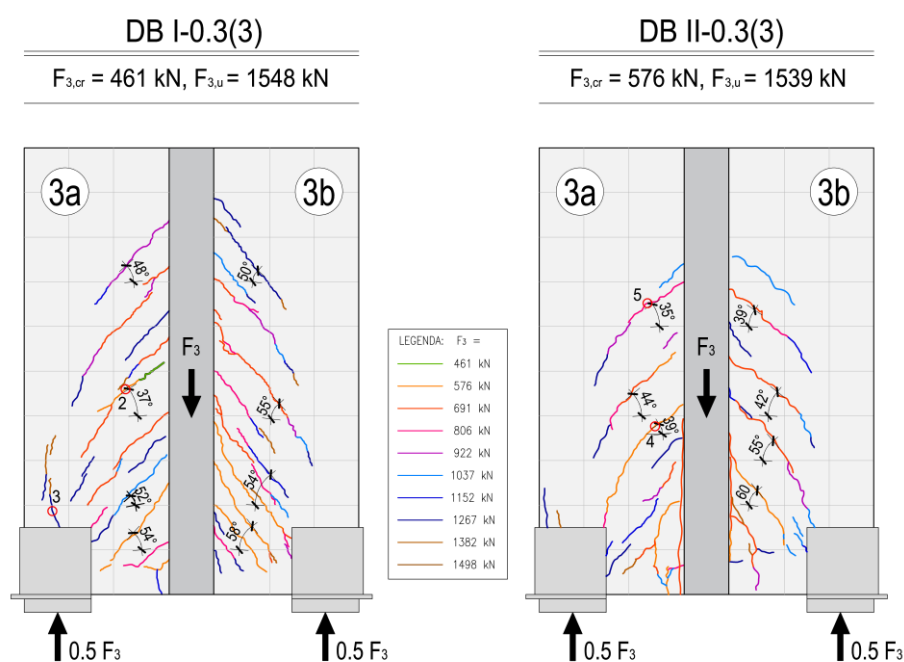 DB I-0.3(3)
F3,cr = 461 kN, F3,u = 1548 kN
3a
3b
48°
50°
F3
2
37°
55°
3
52°
54°
54°
58°
0.5 F3
0.5 F3
LEGENDA: F3 =
461 kN
576 kN
691 kN
806 kN
922 kN
1037 kN
1152 kN
1267 kN
1382 kN
1498 kN
DB II-0.3(3)
F3,cr = 576 kN, F3,u = 1539 kN
3a
3b
5
35°
39°
F3
44°
42°
4
39°
55°
60
0.5 F3
0.5 F3